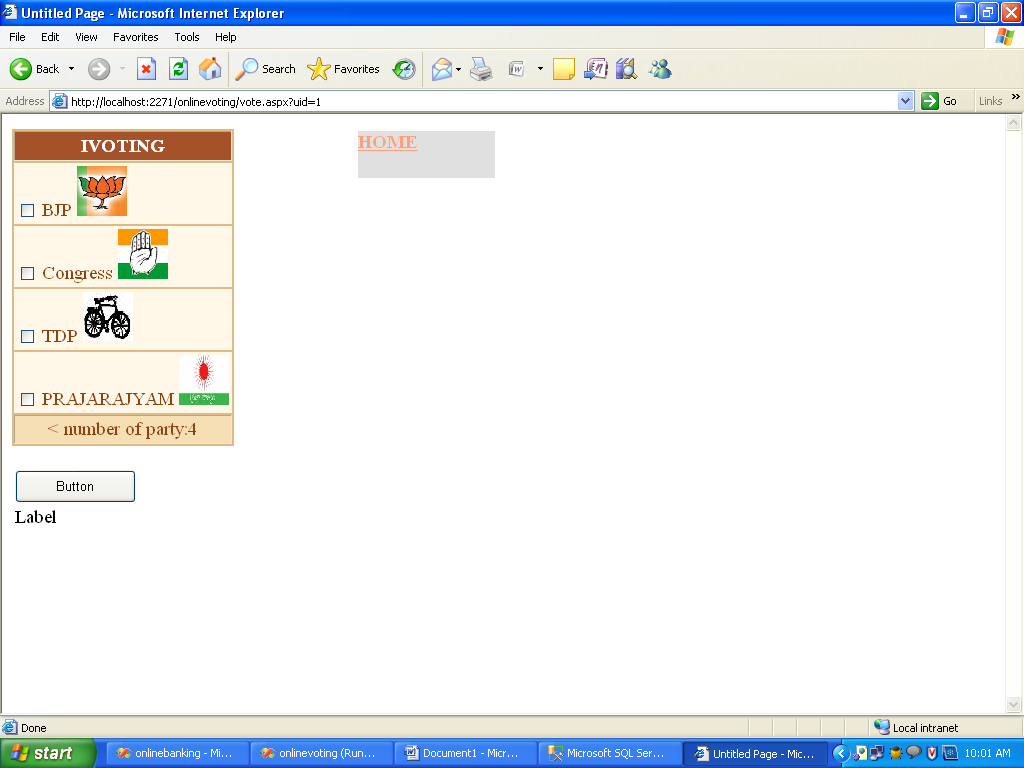 Untitled Page - Microsoft Internet Explorer
File Edit View Favorites Tools Help
Back Search Favorites
Address http://localhost:2271/onlinevoting/vote.aspx?uid=1 Go Links »
IVOTING
HOME
BJP
Congress
TDP
PRAJARAJYAM
< number of party:4
Button
Label
Done Local intranet
start onlinebanking - Mi... onlinevoting (Run... Document1 - Micr... Microsoft SQL Ser... Untitled Page - Mic... 10:01 AM